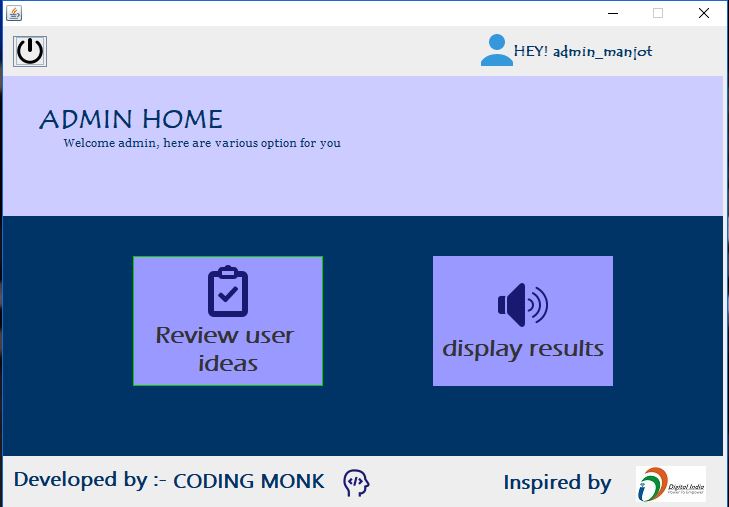 HEY! admin_manjot
ADMIN HOME
Welcome admin, here are various option for you
Review user
ideas
display results
Developed by :- CODING MONK
Inspired by
Digital India
Power To Empower